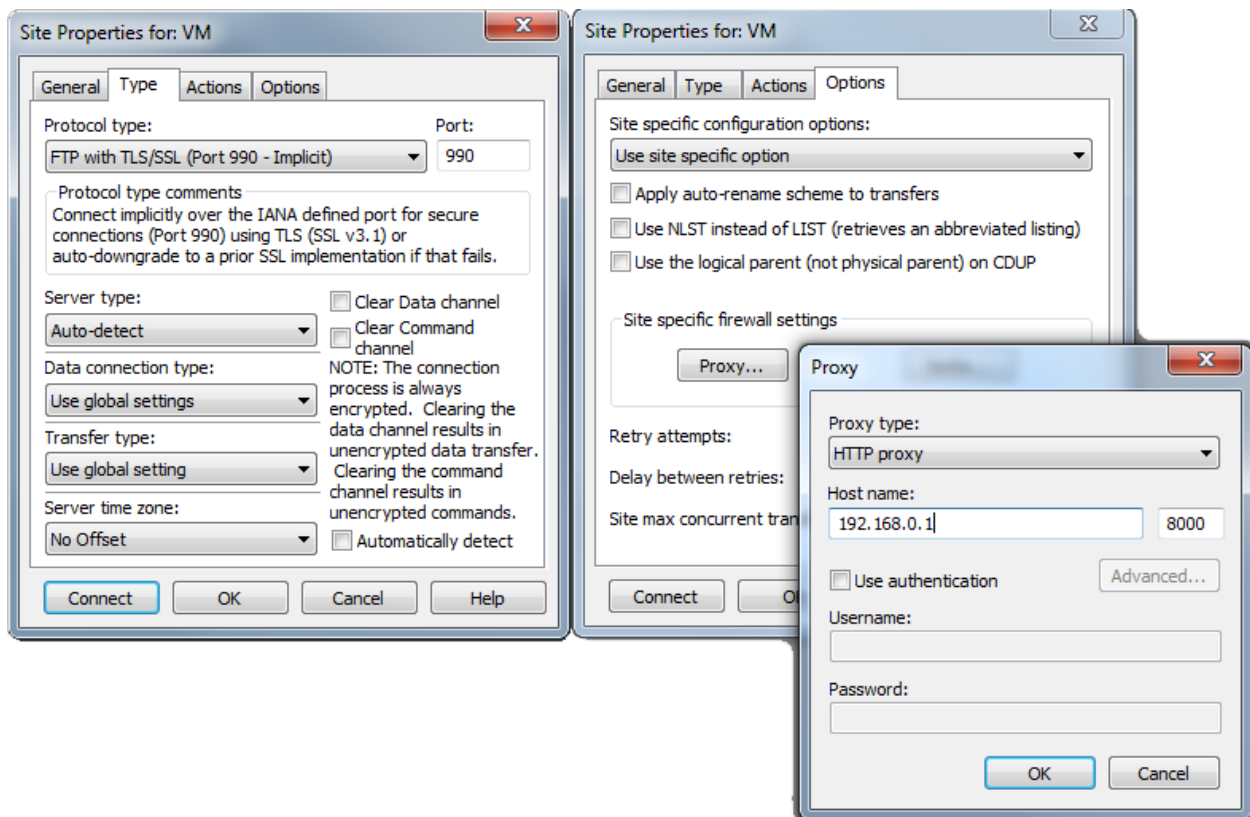 Site Properties for: VM
General
Type
Actions
Options
Protocol type:
Port:
FTP with TLS/SSL (Port 990 - Implicit)
990
Protocol type comments
Connect implicitly over the IANA defined port for secure
connections (Port 990) using TLS (SSL v3.1) or
auto-downgrade to a prior SSL implementation if that fails.
Server type:
Auto-detect
Data connection type:
Use global settings
Transfer type:
Use global setting
Server time zone:
No Offset
Clear Data channel
Clear Command
channel
NOTE: The connection
process is always
encrypted. Clearing the
data channel results in
unencrypted data transfer.
Clearing the command
channel results in
unencrypted commands.
Automatically detect
Connect
OK
Cancel
Help
Site Properties for: VM
General
Type
Actions
Options
Site specific configuration options:
Use site specific option
Apply auto-rename scheme to transfers
Use NLST instead of LIST (retrieves an abbreviated listing)
Use the logical parent (not physical parent) on CDUP
Site specific firewall settings
Proxy...
Retry attempts:
Delay between retries:
Site max concurrent tran
Connect
Proxy
Proxy type:
HTTP proxy
Host name:
192.168.0.1
8000
Use authentication
Advanced...
Username:
Password:
OK
Cancel